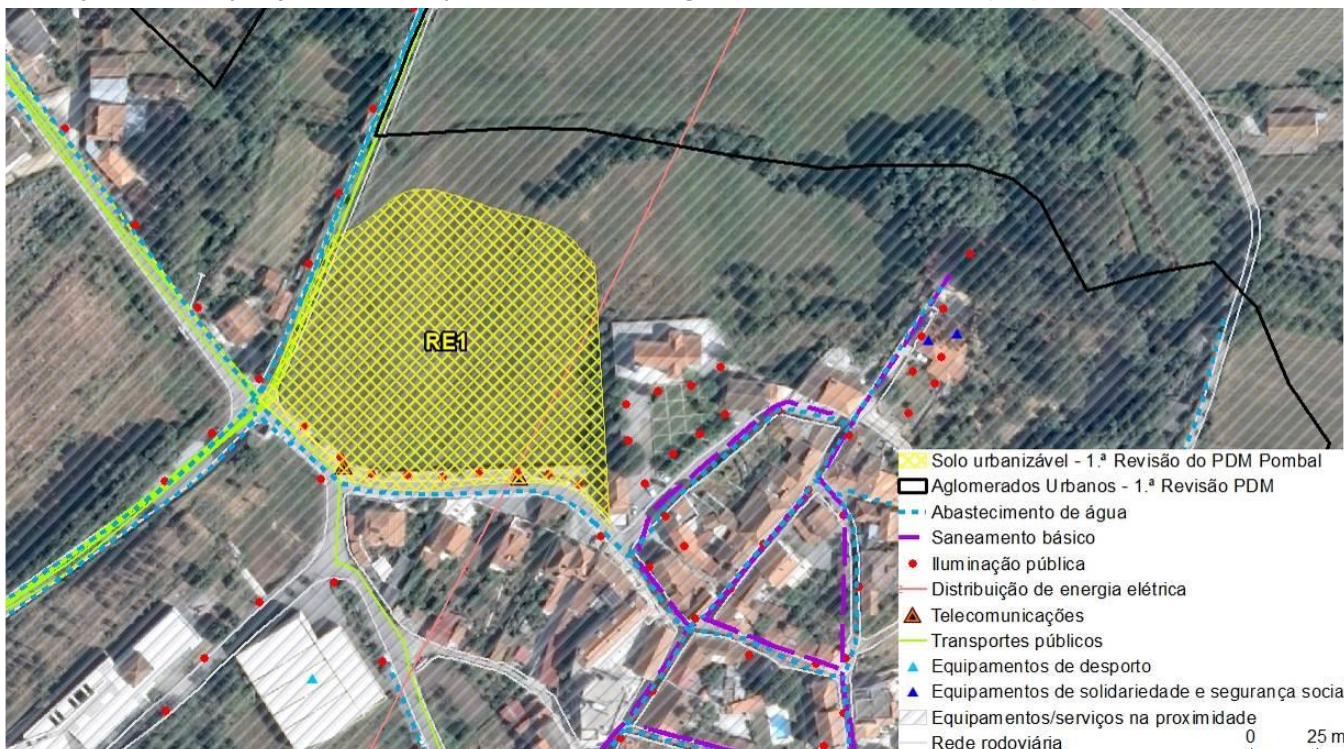 RE1
Solo urbanizável - 1.ª Revisão do PDM Pombal
Aglomerados Urbanos - 1.ª Revisão PDM
Abastecimento de água
Saneamento básico
Iluminação pública
Distribuição de energia elétrica
Telecomunicações
Transportes públicos
Equipamentos de desporto
Equipamentos de solidariedade e segurança socia
Equipamentos/serviços na proximidade
Rede rodoviária
0 25 m